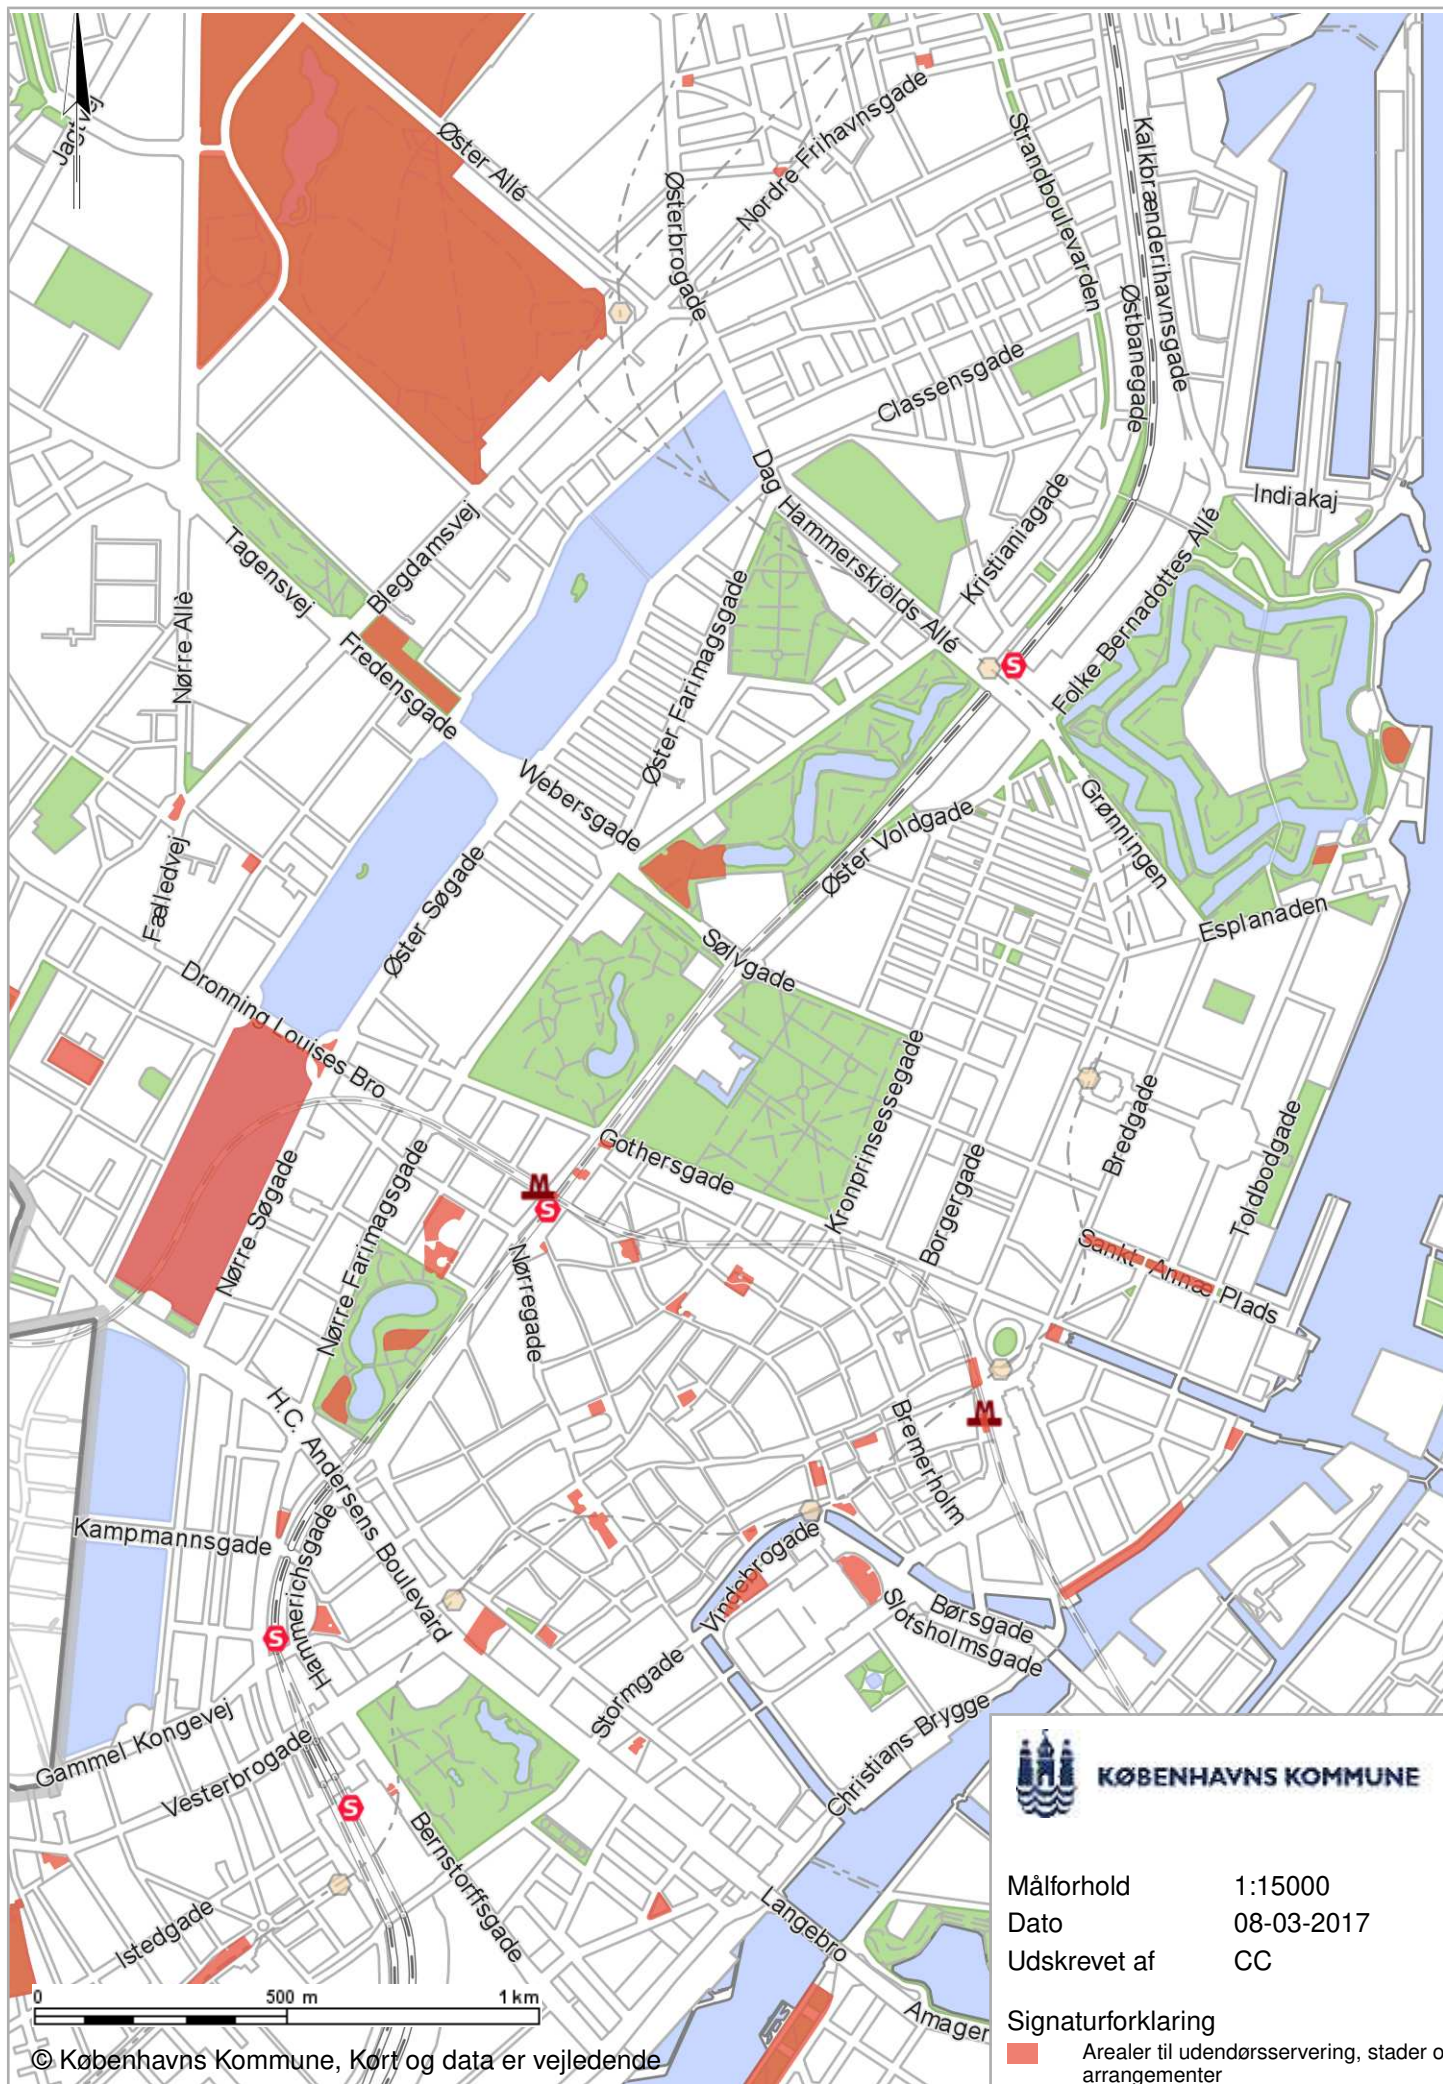 Jagtvej
Øster Allé
Østerbrogade
Nordre Frihavnsgade
Strandboulevarden
Kalkbrænderihavnsgade
Østbanegade
Classensgade
Dag Hammerskjölds Allé
Kristianiagade
Indiakaj
Folke Bernadottes Allé
Tagensvej
Blegdamsvej
Nørre Allè
Fredensgade
Øster Farimagsgade
Webersgade
Øster Voldgade
Grønningen
Esplanaden
Fælledvej
Øster Søgade
Sølvgade
Dronning Louises Bro
Kronprinsessegade
Bredgade
Toldbodgade
Gothersgade
Borgergade
Nørre Søgade
Nørre Farimagsgade
M
S
Nørregade
Sankt Annæ Plads
H.C. Andersens Boulevard
Bremerholm
M
Kampmannsgade
Hammerichsgade
Vindebrogade
Børsgade
Slotsholmsgade
S
Stormgade
Gammel Kongevej
Vesterbrogade
Christians Brygge
S
Bernstorffsgade
Istedgade
Langebro
Amager
S
KØBENHAVNS KOMMUNE
Målforhold 1:15000
Dato 08-03-2017
Udskrevet af CC
Signaturforklaring
Arealer til udendørsservering, stader o
arrangementer
0 500 m 1 km
© Københavns Kommune, Kort og data er vejledende